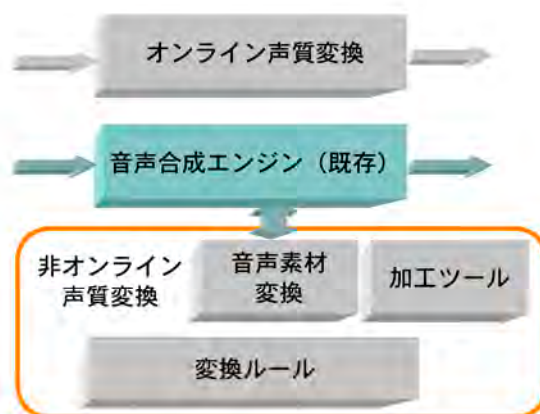 オンライン声質変換
音声合成エンジン（既存）
非オンライン
声質変換
音声素材
変換
加工ツール
変換ルール